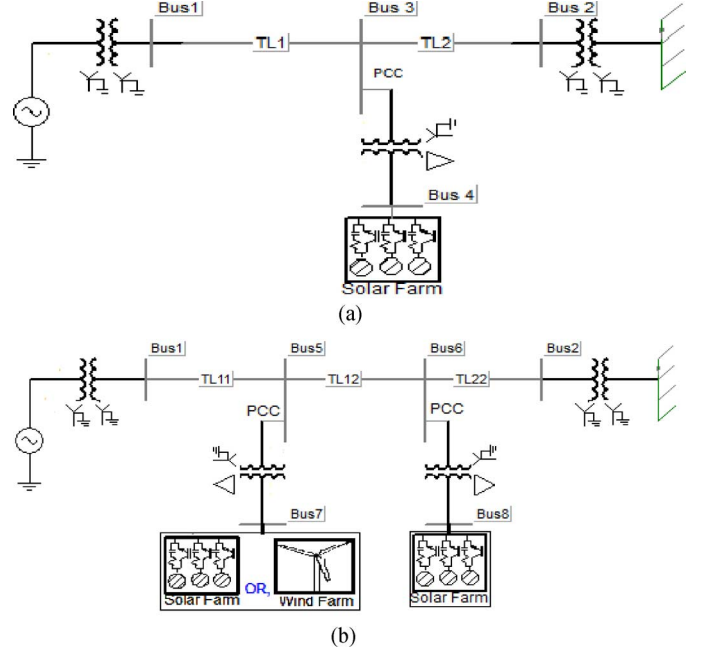 Bus1
Bus 3
Bus 2
TL1
TL2
PCC
Bus 4
Solar Farm
(a)
Bus1
Bus5
Bus6
Bus2
TL11
TL12
TL22
PCC
PCC
Bus7
Bus8
OR,
Solar Farm
Wind Farm
Solar Farm
(b)